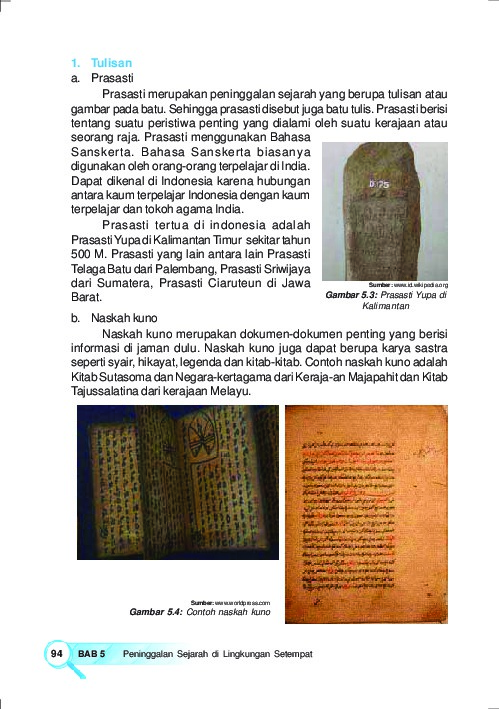 1. Tulisan
a. Prasasti
Prasasti merupakan peninggalan sejarah yang berupa tulisan atau
gambar pada batu. Sehingga prasasti disebut juga batu tulis. Prasasti berisi
tentang suatu peristiwa penting yang dialami oleh suatu kerajaan atau
seorang raja. Prasasti menggunakan Bahasa
Sanskerta. Bahasa Sanskerta biasanya
digunakan oleh orang-orang terpelajar di India.
Dapat dikenal di Indonesia karena hubungan
antara kaum terpelajar Indonesia dengan kaum
terpelajar dan tokoh agama India.
Prasasti tertua di indonesia adalah
Prasasti Yupa di Kalimantan Timur sekitar tahun
500 M. Prasasti yang lain antara lain Prasasti
Telaga Batu dari Palembang, Prasasti Sriwijaya
dari Sumatera, Prasasti Ciaruteun di Jawa
Barat.
D 175
Sumber: www.id.wikipedia.org
Gambar 5.3: Prasasti Yupa di
Kalimantan
b. Naskah kuno
Naskah kuno merupakan dokumen-dokumen penting yang berisi
informasi di jaman dulu. Naskah kuno juga dapat berupa karya sastra
seperti syair, hikayat, legenda dan kitab-kitab. Contoh naskah kuno adalah
Kitab Sutasoma dan Negara-kertagama dari Keraja-an Majapahit dan Kitab
Tajussalatina dari kerajaan Melayu.
Sumber: www.worldpress.com
Gambar 5.4: Contoh naskah kuno
94 BAB 5 Peninggalan Sejarah di Lingkungan Setempat